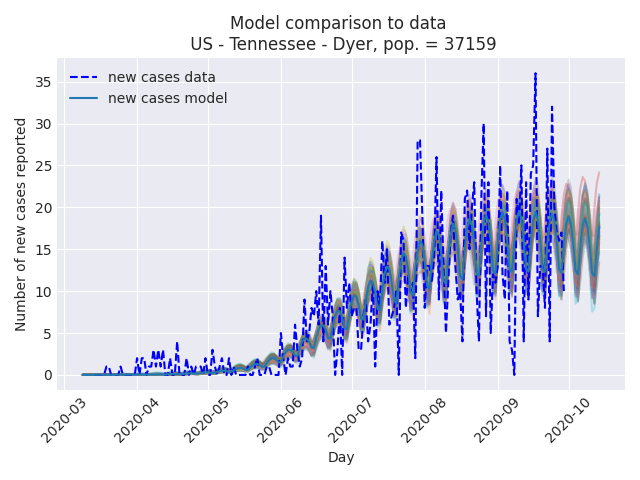 Model comparison to data
US - Tennessee - Dyer, pop. = 37159
new cases data
new cases model
Number of new cases reported
35
30
25
20
15
10
5
0
2020-03
2020-04
2020-05
2020-06
2020-07
2020-08
2020-09
2020-10
Day